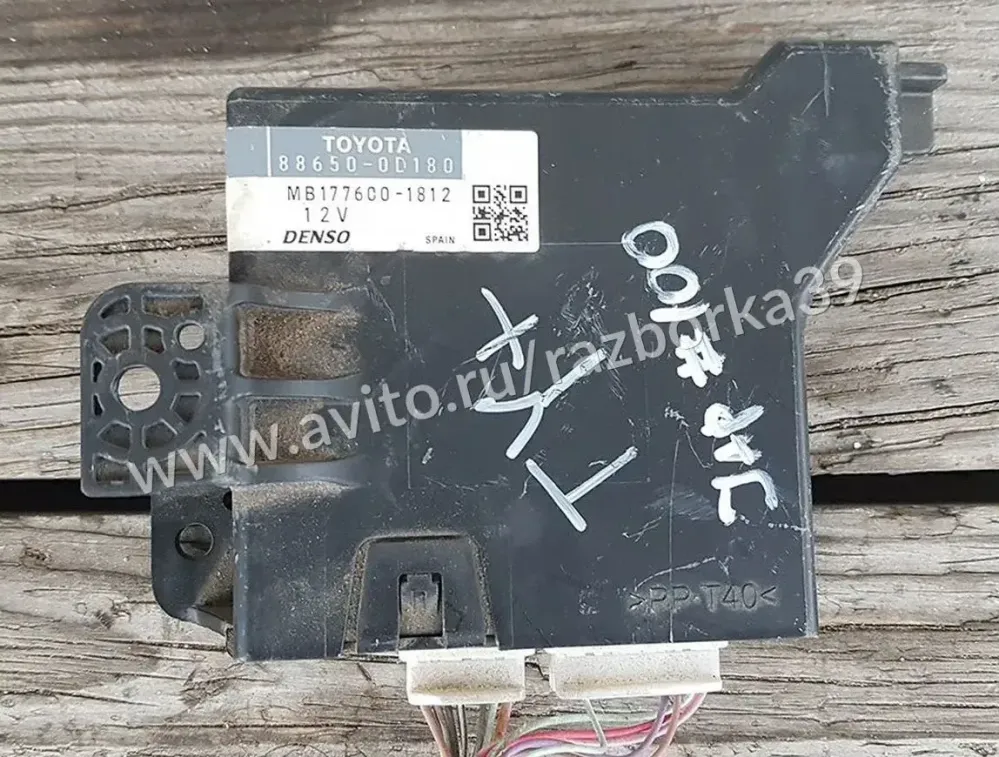 TOYOTA
88650-0D180
MB177600-1812
12V
DENSO SPAIN
www.avito.ru/razborka39
>PP-T40<